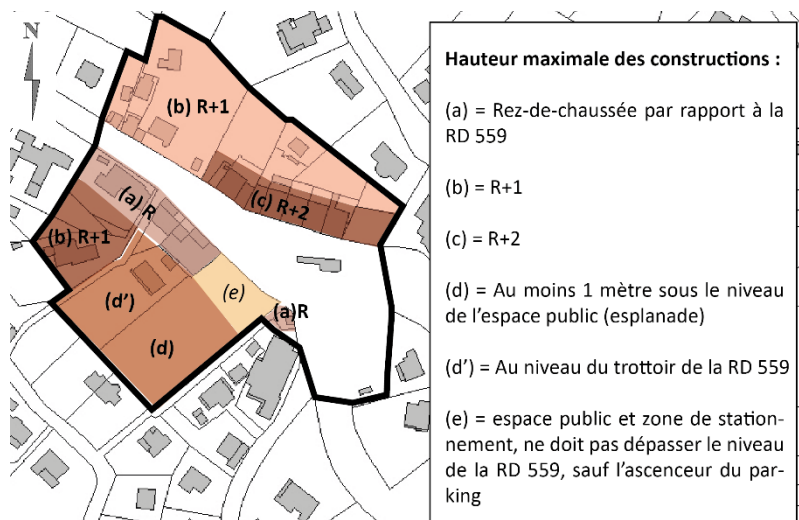 N
(b) R+1
(c) R+2
(a) R
(b) R+1
(e)
(d')
(a)R
(d)
Hauteur maximale des constructions :
(a) = Rez-de-chaussée par rapport à la
RD 559
(b) = R+1
(c) = R+2
(d) = Au moins 1 mètre sous le niveau
de l'espace public (esplanade)
(d') = Au niveau du trottoir de la RD 559
(e) = espace public et zone de station-
nement, ne doit pas dépasser le niveau
de la RD 559, sauf l'ascenceur du par-
king